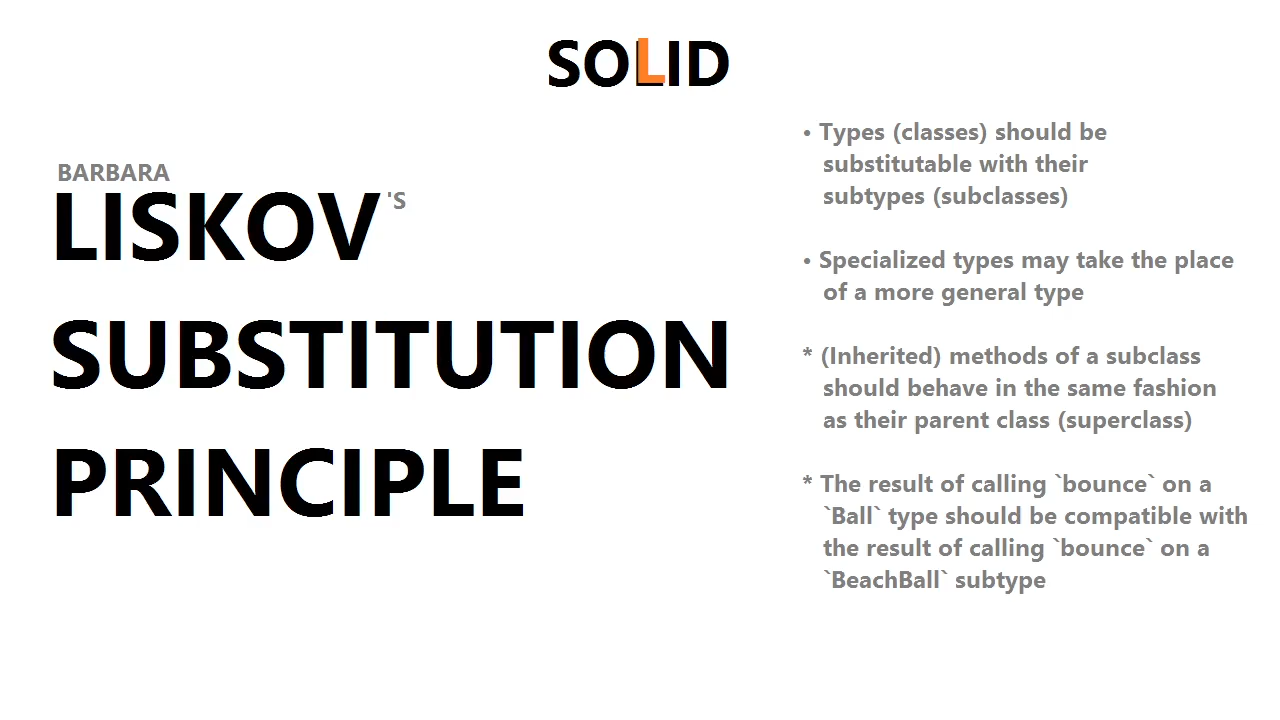 SOLID
BARBARA
LISKOV'S
SUBSTITUTION
PRINCIPLE
• Types (classes) should be
substitutable with their
subtypes (subclasses)
• Specialized types may take the place
of a more general type
* (Inherited) methods of a subclass
should behave in the same fashion
as their parent class (superclass)
* The result of calling `bounce` on a
`Ball` type should be compatible with
the result of calling `bounce` on a
`BeachBall` subtype